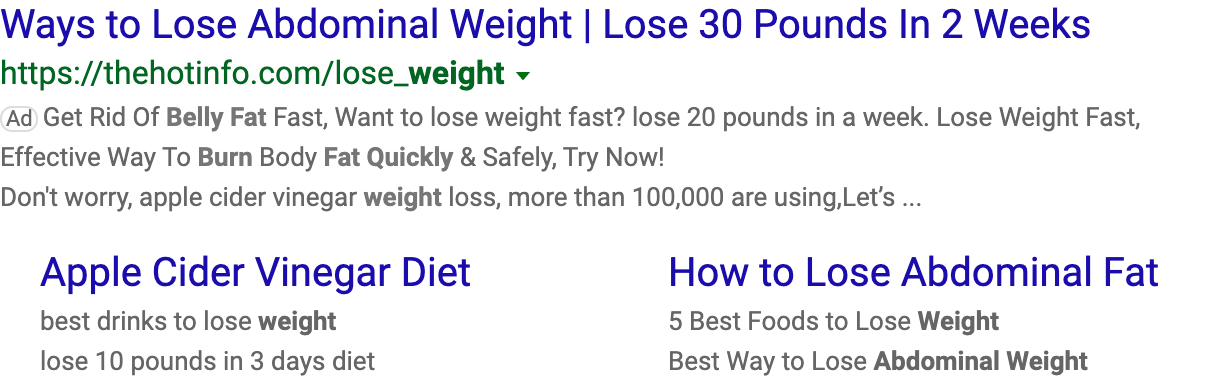 Ways to Lose Abdominal Weight | Lose 30 Pounds In 2 Weeks
https://thehotinfo.com/lose_weight
Ad Get Rid Of Belly Fat Fast, Want to lose weight fast? lose 20 pounds in a week. Lose Weight Fast,
Effective Way To Burn Body Fat Quickly & Safely, Try Now!
Don't worry, apple cider vinegar weight loss, more than 100,000 are using,Let’s ...
Apple Cider Vinegar Diet
best drinks to lose weight
lose 10 pounds in 3 days diet
How to Lose Abdominal Fat
5 Best Foods to Lose Weight
Best Way to Lose Abdominal Weight